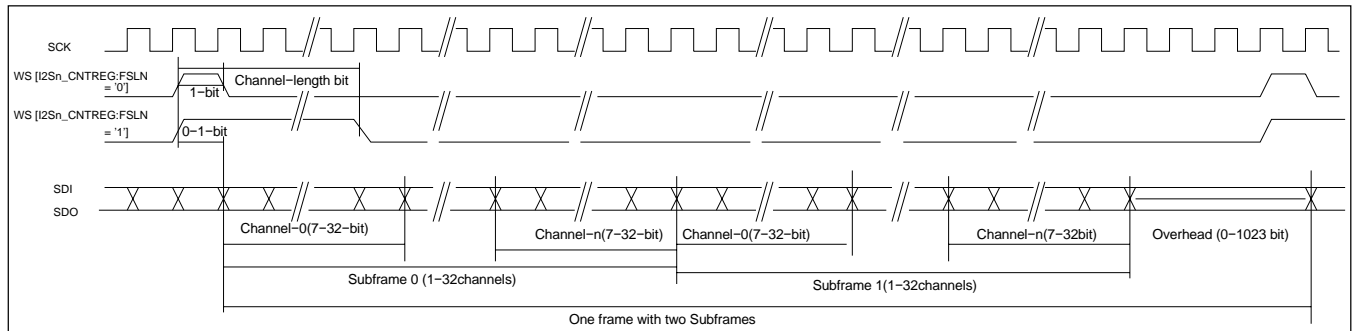 SCK
WS [I2Sn_CNTREG:FSLN
= '0']
Channel−length bit
1−bit
WS [I2Sn_CNTREG:FSLN
= '1']
0−1−bit
SDI
SDO
Channel−0(7−32−bit)
Channel−n(7−32−bit)
Channel−0(7−32−bit)
Channel−n(7−32bit)
Overhead (0−1023 bit)
Subframe 0 (1−32channels)
Subframe 1(1−32channels)
One frame with two Subframes